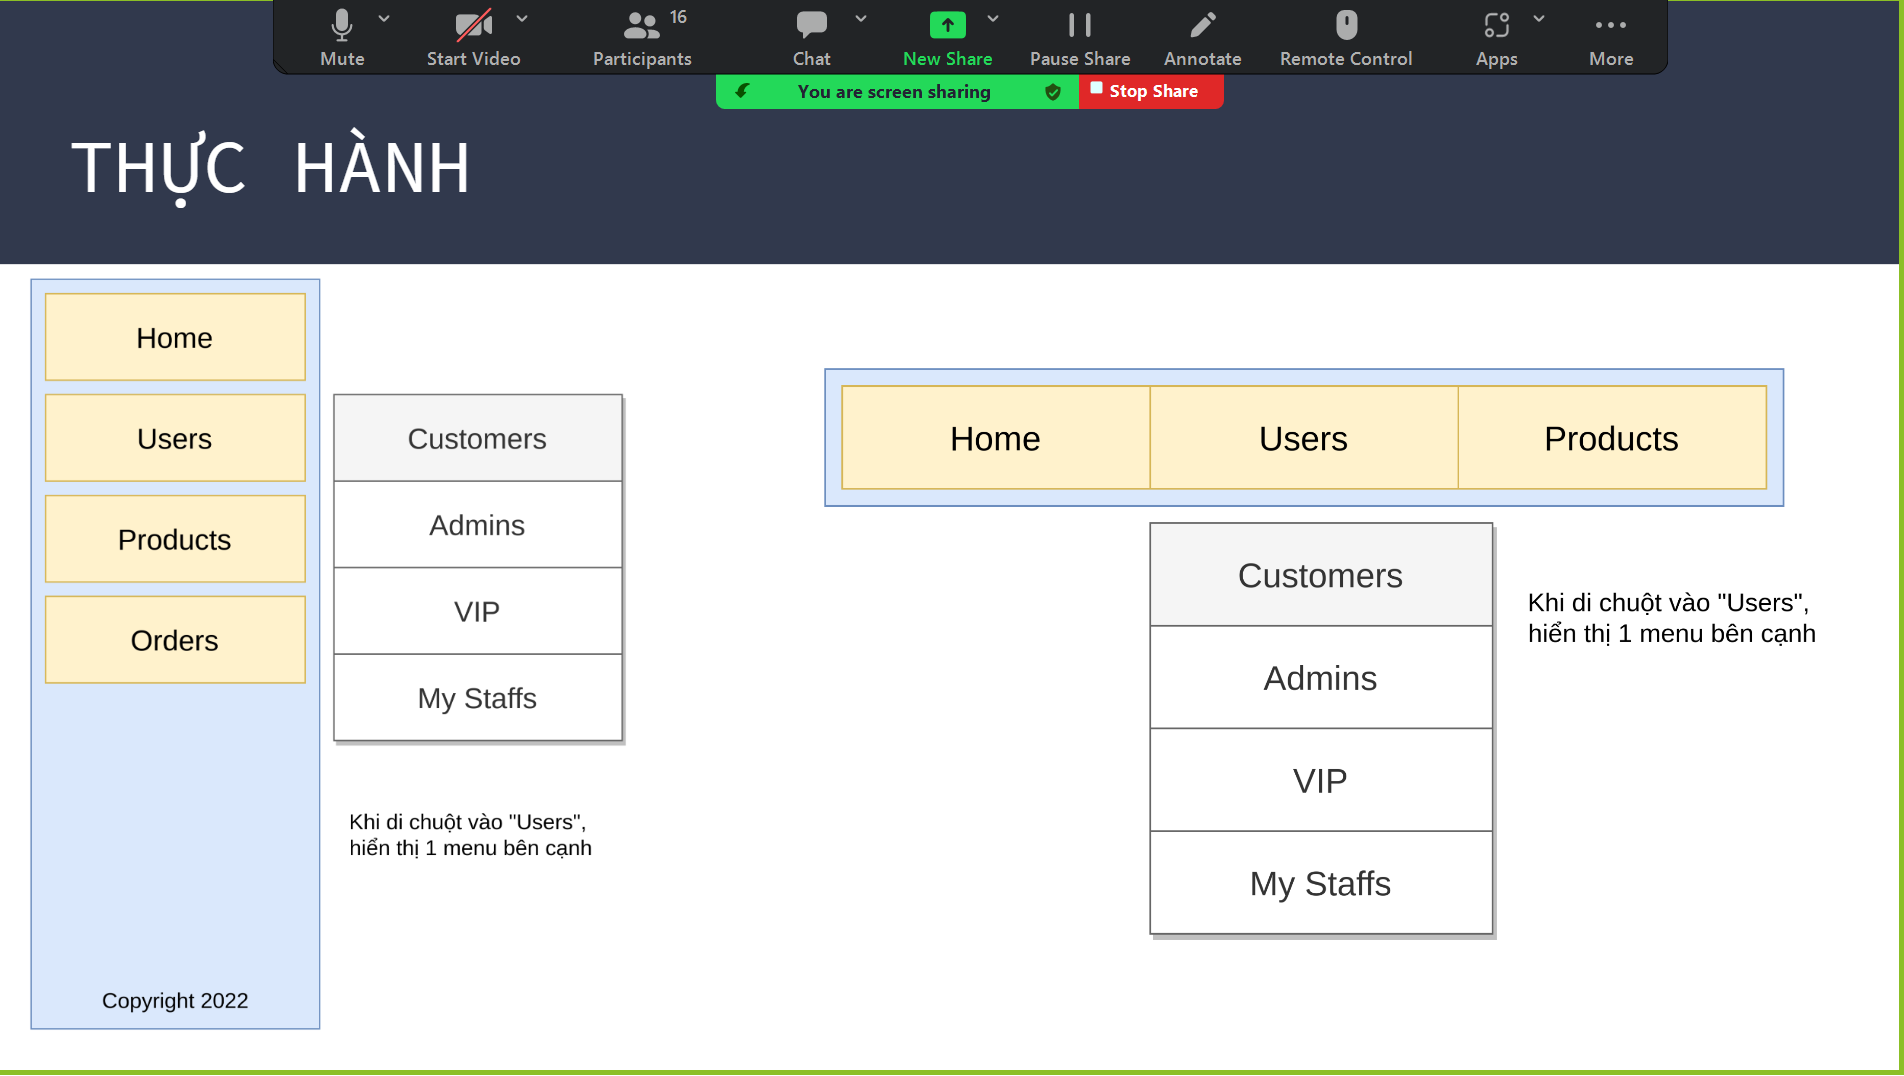 Mute
Start Video
Participants
16
Chat
New Share
Pause Share
Annotate
Remote Control
Apps
More
You are screen sharing
Stop Share
THỰC HÀNH
Home
Users
Products
Orders
Copyright 2022
Customers
Admins
VIP
My Staffs
Khi di chuột vào "Users",
hiển thị 1 menu bên cạnh
Home
Users
Products
Customers
Admins
VIP
My Staffs
Khi di chuột vào "Users",
hiển thị 1 menu bên cạnh